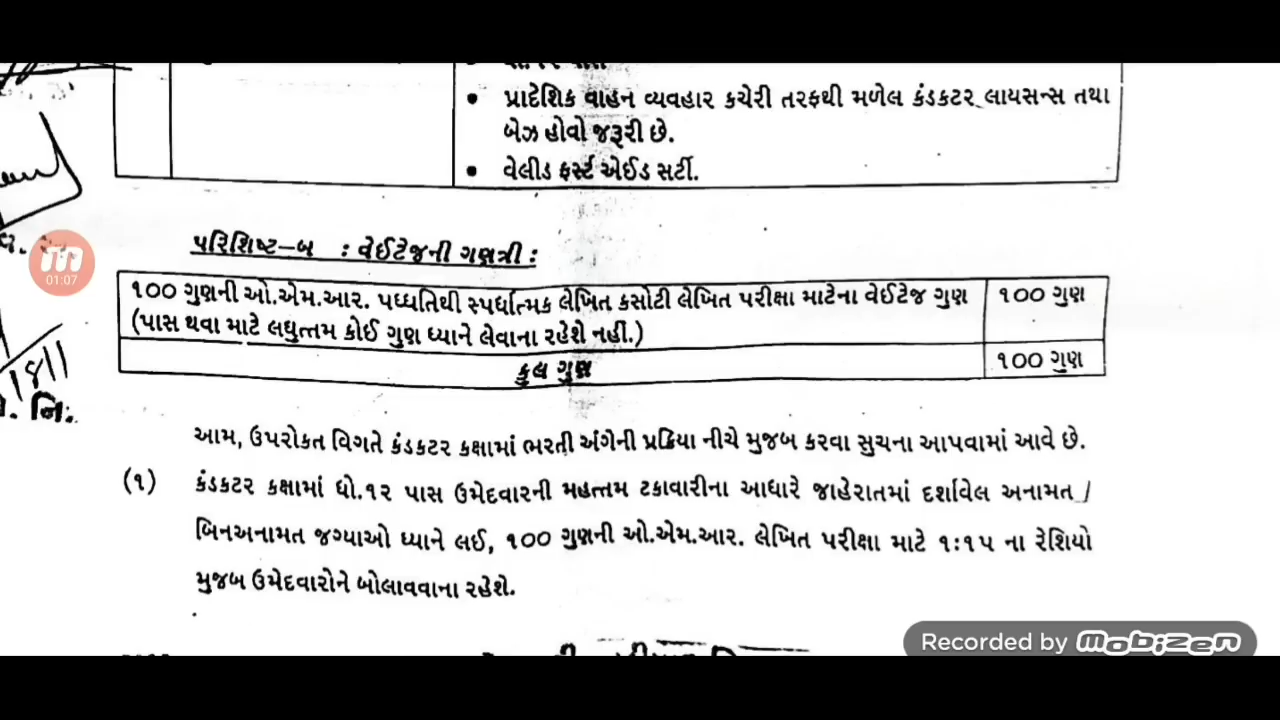 પ્રાદેશિક વાહન વ્યવહાર કચેરી તરફથી મળેલ કંડકટર લાયસન્સ તથા
બેઝ હોવો જરૂરી છે.
વેલીડ ફર્સ્ટ એઈડ સર્ટી.
01:07
પરિશિષ્ટ–બ : વેઈટેજની ગણત્રી :
૧૦૦ ગુણની ઓ.એમ.આર. પધ્ધતિથી સ્પર્ધાત્મક લેખિત કસોટી લેખિત પરીક્ષા માટેના વેઈટેજ ગુણ ૧૦૦ ગુણ
(પાસ થવા માટે લઘુત્તમ કોઈ ગુણ ધ્યાને લેવાના રહેશે નહીં.)
કુલ ગુણ ૧૦૦ ગુણ
નિ:
આમ, ઉપરોકત વિગતે કંડકટર કક્ષામાં ભરતી અંગેની પ્રક્રિયા નીચે મુજબ કરવા સુચના આપવામાં આવે છે.
(૧) કંડકટર કક્ષામાં ધો.૧૨ પાસ ઉમેદવારની મહત્તમ ટકાવારીના આધારે જાહેરાતમાં દર્શાવેલ અનામત /
બિનઅનામત જગ્યાઓ ધ્યાને લઈ, ૧૦૦ ગુણની ઓ.એમ.આર. લેખિત પરીક્ષા માટે ૧:૧૫ ના રેશિયો
મુજબ ઉમેદવારોને બોલાવવાના રહેશે.
Recorded by mobizen